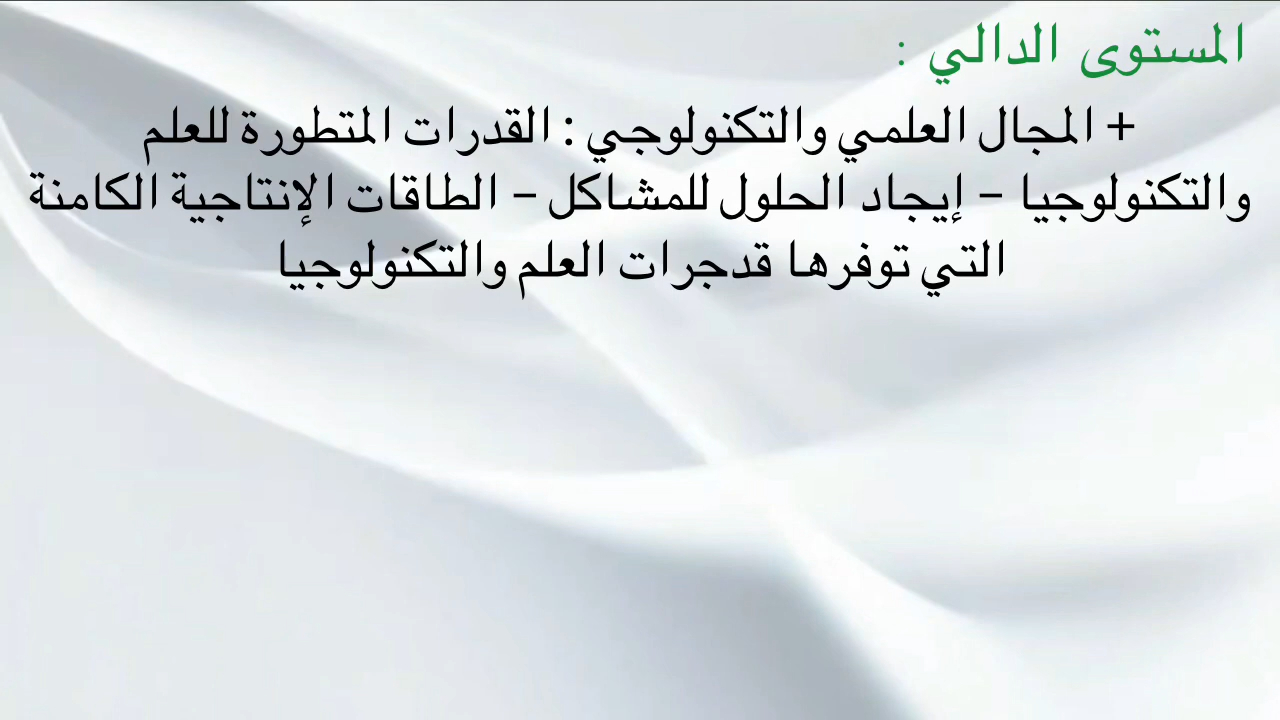 المستوى الدالي :
+ المجال العلمي والتكنولوجي : القدرات المتطورة للعلم
والتكنولوجيا – إيجاد الحلول للمشاكل – الطاقات الإنتاجية الكامنة
التي توفرها قدجرات العلم والتكنولوجيا